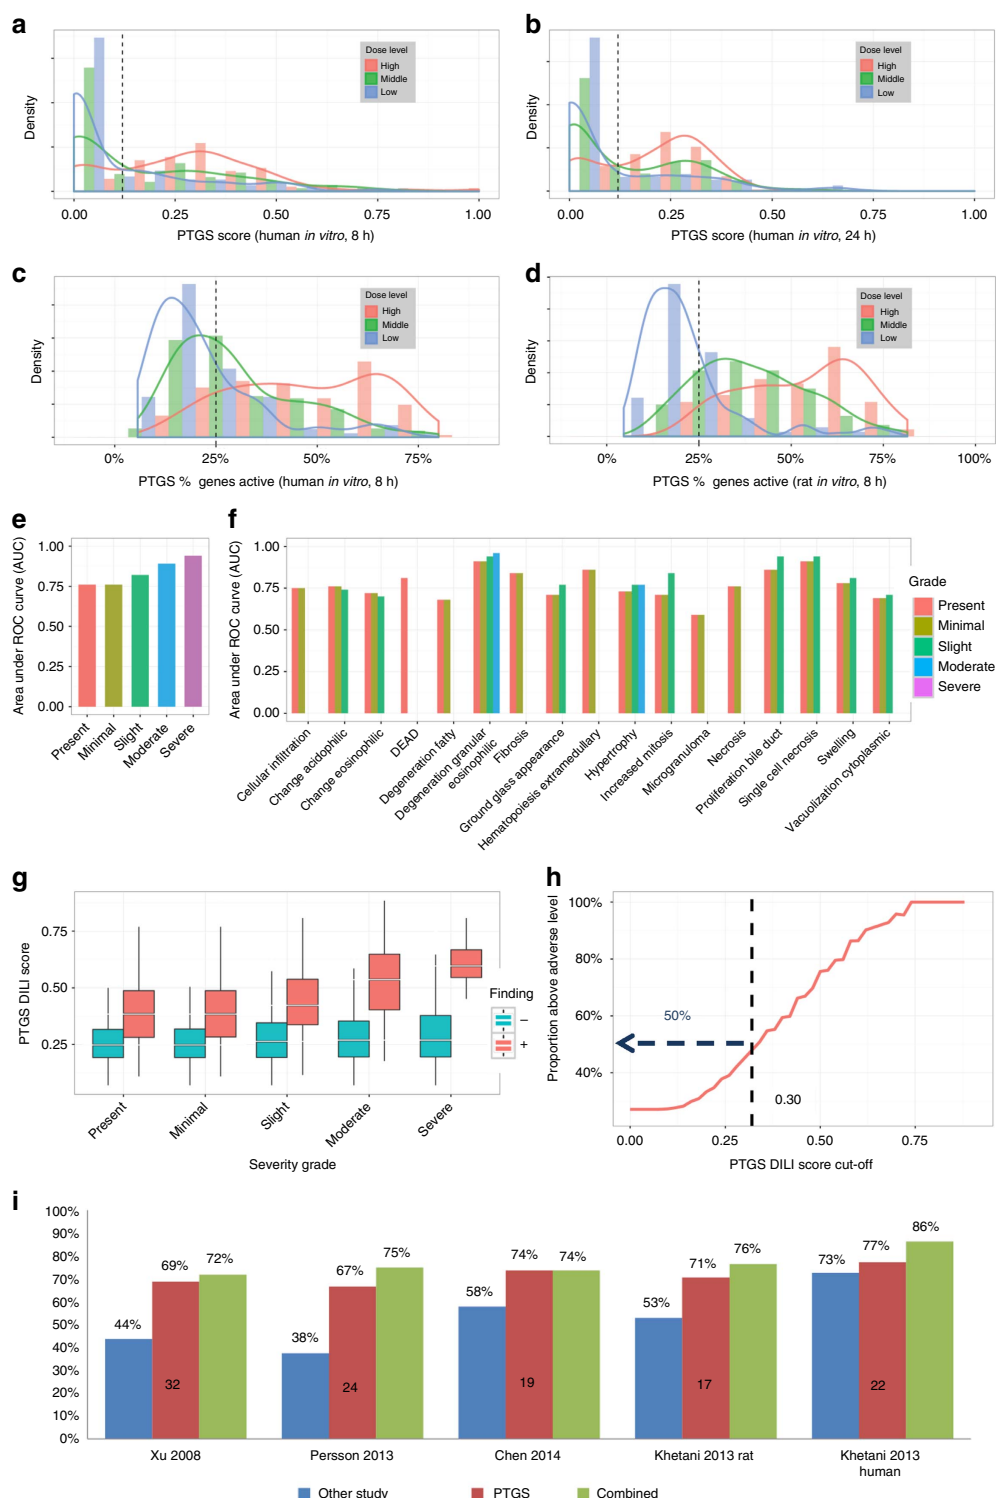 a
Dose level
High
Middle
Low
Density
0.00 0.25 0.50 0.75 1.00
PTGS score (human in vitro, 8 h)
b
Dose level
High
Middle
Low
Density
0.00 0.25 0.50 0.75 1.00
PTGS score (human in vitro, 24 h)
c
Dose level
High
Middle
Low
Density
0% 25% 50% 75%
PTGS % genes active (human in vitro, 8 h)
d
Dose level
High
Middle
Low
Density
0% 25% 50% 75% 100%
PTGS % genes active (rat in vitro, 8 h)
e
Area under ROC curve (AUC)
1.00
0.75
0.50
0.25
0.00
Present
Minimal
Slight
Moderate
Severe
f
Area under ROC curve (AUC)
1.00
0.75
0.50
0.25
0.00
Cellular infiltration
Change acidophilic
Change eosinophilic
DEAD
Degeneration fatty
Degeneration granular
eosinophilic
Fibrosis
Ground glass appearance
Hematopoiesis extramedullary
Hypertrophy
Increased mitosis
Microgranuloma
Necrosis
Proliferation bile duct
Single cell necrosis
Swelling
Vacuolization cytoplasmic
Grade
Present
Minimal
Slight
Moderate
Severe
g
PTGS DILI score
0.75
0.50
0.25
Present
Minimal
Slight
Moderate
Severe
Severity grade
Finding
–
+
h
Proportion above adverse level
100%
80%
60%
40%
50%
0.30
0.00 0.25 0.50 0.75
PTGS DILI score cut-off
i
100%
90%
80%
70%
60%
50%
40%
30%
20%
10%
0%
44% 69% 72%
32
38% 67% 75%
24
58% 74% 74%
19
53% 71% 76%
17
73% 77% 86%
22
Xu 2008
Persson 2013
Chen 2014
Khetani 2013 rat
Khetani 2013
human
Other study
PTGS
Combined